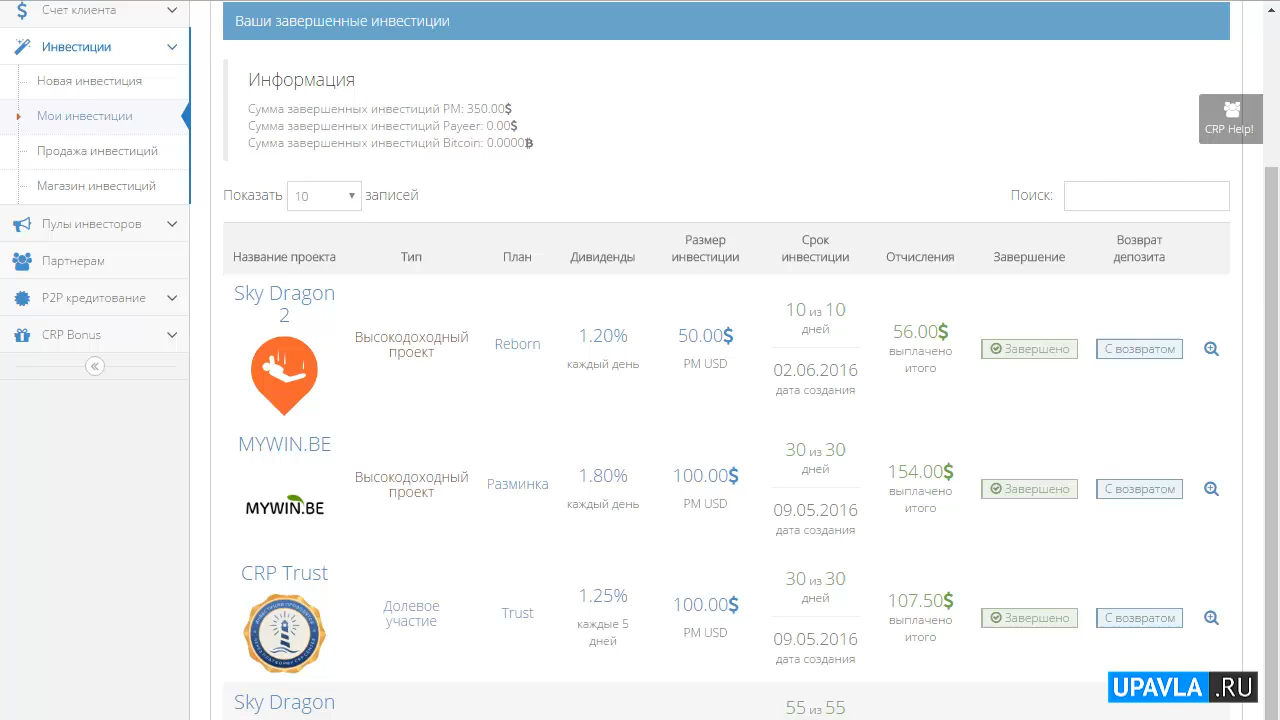 Счет клиента
Инвестиции
Новая инвестиция
Мои инвестиции
Продажа инвестиций
Магазин инвестиций
Пулы инвесторов
Партнерам
P2P кредитование
CRP Bonus
Ваши завершенные инвестиции
Информация
Сумма завершенных инвестиций PM: 350.00$
Сумма завершенных инвестиций Payeer: 0.00$
Сумма завершенных инвестиций Bitcoin: 0.0000฿
CRP Help!
Показать 10 записей
Поиск:
Название проекта
Тип
План
Дивиденды
Размер
инвестиции
Срок
инвестиции
Отчисления
Завершение
Возврат
депозита
Sky Dragon
2
Высокодоходный
проект
Reborn
1.20%
каждый день
50.00$
PM USD
10 из 10
дней
02.06.2016
дата создания
56.00$
выплачено
итого
Завершено
С возвратом
MYWIN.BE
MYWIN.BE
Высокодоходный
проект
Разминка
1.80%
каждый день
100.00$
PM USD
30 из 30
дней
09.05.2016
дата создания
154.00$
выплачено
итого
Завершено
С возвратом
CRP Trust
Долевое
участие
Trust
1.25%
каждые 5
дней
100.00$
PM USD
30 из 30
дней
09.05.2016
дата создания
107.50$
выплачено
итого
Завершено
С возвратом
Sky Dragon
55 из 55
UPAVLA.RU